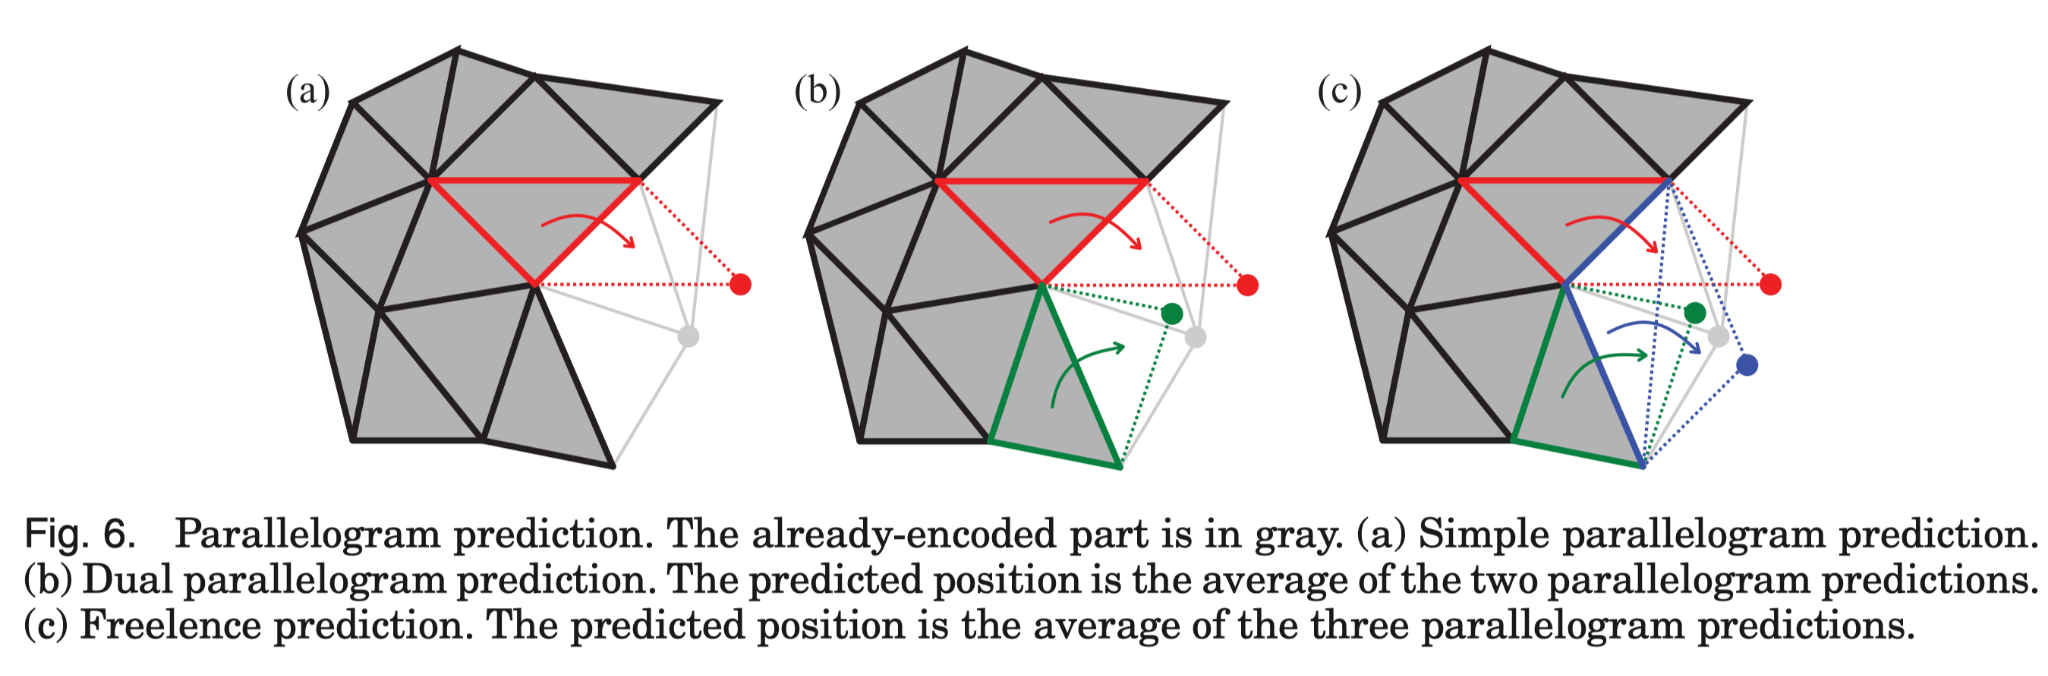 (a) (b) (c)
Fig. 6. Parallelogram prediction. The already-encoded part is in gray. (a) Simple parallelogram prediction.
(b) Dual parallelogram prediction. The predicted position is the average of the two parallelogram predictions.
(c) Freelence prediction. The predicted position is the average of the three parallelogram predictions.